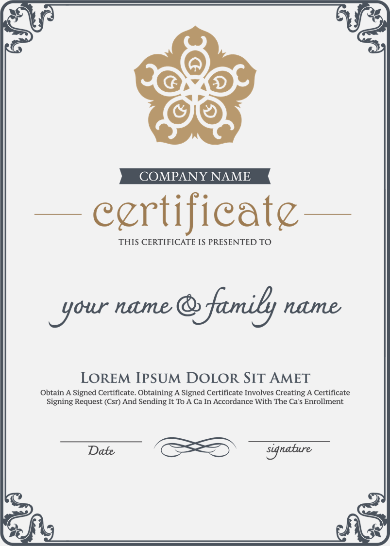 COMPANY NAME
certificate
THIS CERTIFICATE IS PRESENTED TO
your name & family name
LOREM IPSUM DOLOR SIT AMET
Obtain A Signed Certificate. Obtaining A Signed Certificate Involves Creating A Certificate
Signing Request (Csr) And Sending It To A Ca In Accordance With The Ca's Enrollment
Date
signature